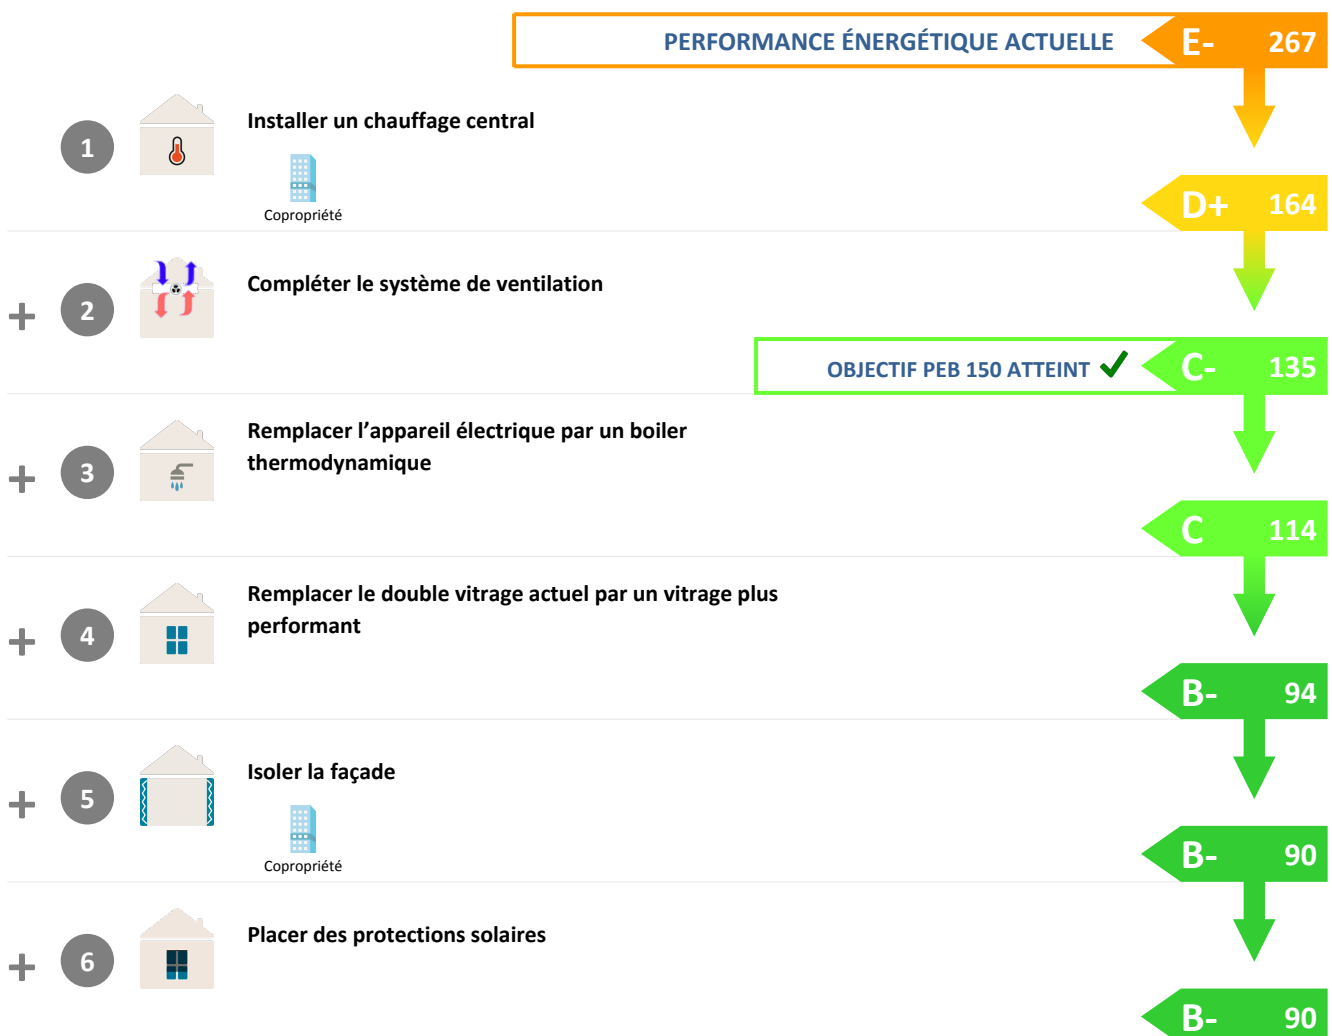 PERFORMANCE ÉNERGÉTIQUE ACTUELLE E- 267
1 Installer un chauffage central
Copropriété
D+ 164
+ 2 Compléter le système de ventilation
OBJECTIF PEB 150 ATTEINT ✓ C- 135
Remplacer l’appareil électrique par un boiler
+ 3 thermodynamique
C 114
Remplacer le double vitrage actuel par un vitrage plus
+ 4 performant
B- 94
+ 5 Isoler la façade
Copropriété
B- 90
+ 6 Placer des protections solaires
B- 90